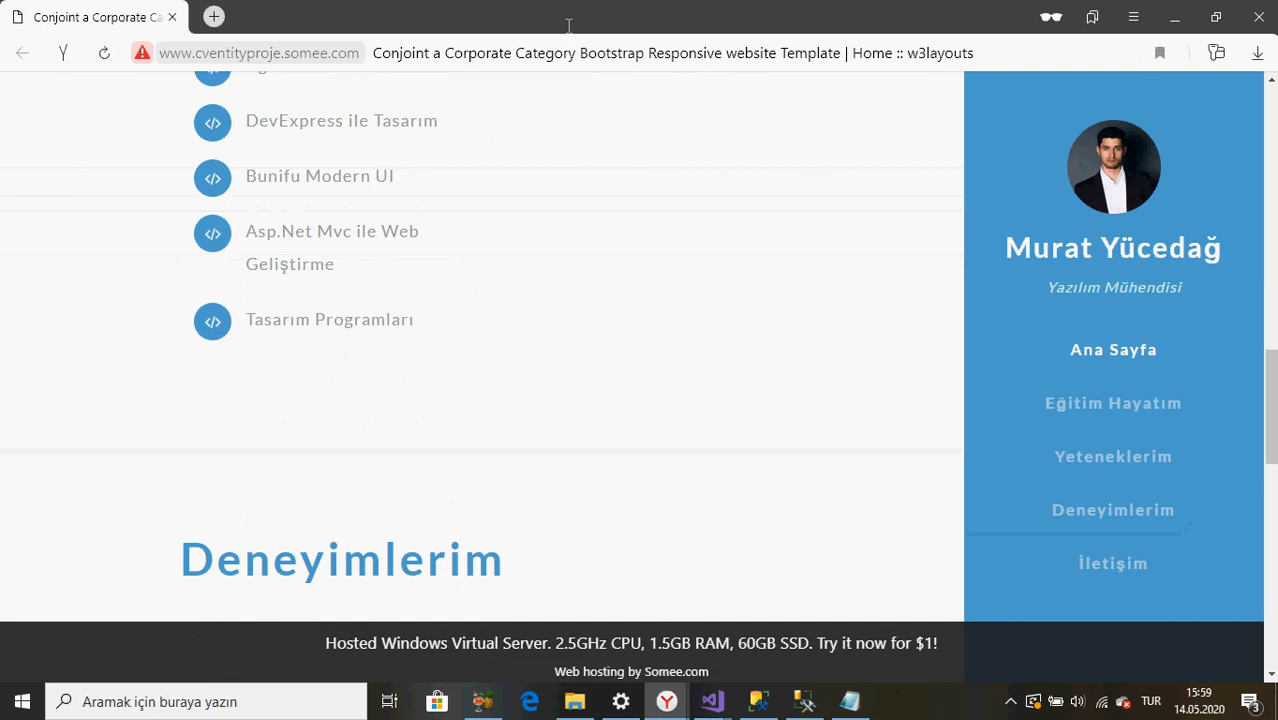 Conjoint a Corporate Ca
www.cventityproje.somee.com Conjoint a Corporate Category Bootstrap Responsive website Template | Home :: w3layouts
DevExpress ile Tasarım
Bunifu Modern UI
Asp.Net Mvc ile Web
Geliştirme
Tasarım Programları
Deneyimlerim
Murat Yücedağ
Yazılım Mühendisi
Ana Sayfa
Eğitim Hayatım
Yeteneklerim
Deneyimlerim
İletişim
Hosted Windows Virtual Server. 2.5GHz CPU, 1.5GB RAM, 60GB SSD. Try it now for $1!
Web hosting by Somee.com
Aramak için buraya yazın
TUR
15:59
14.05.2020
3